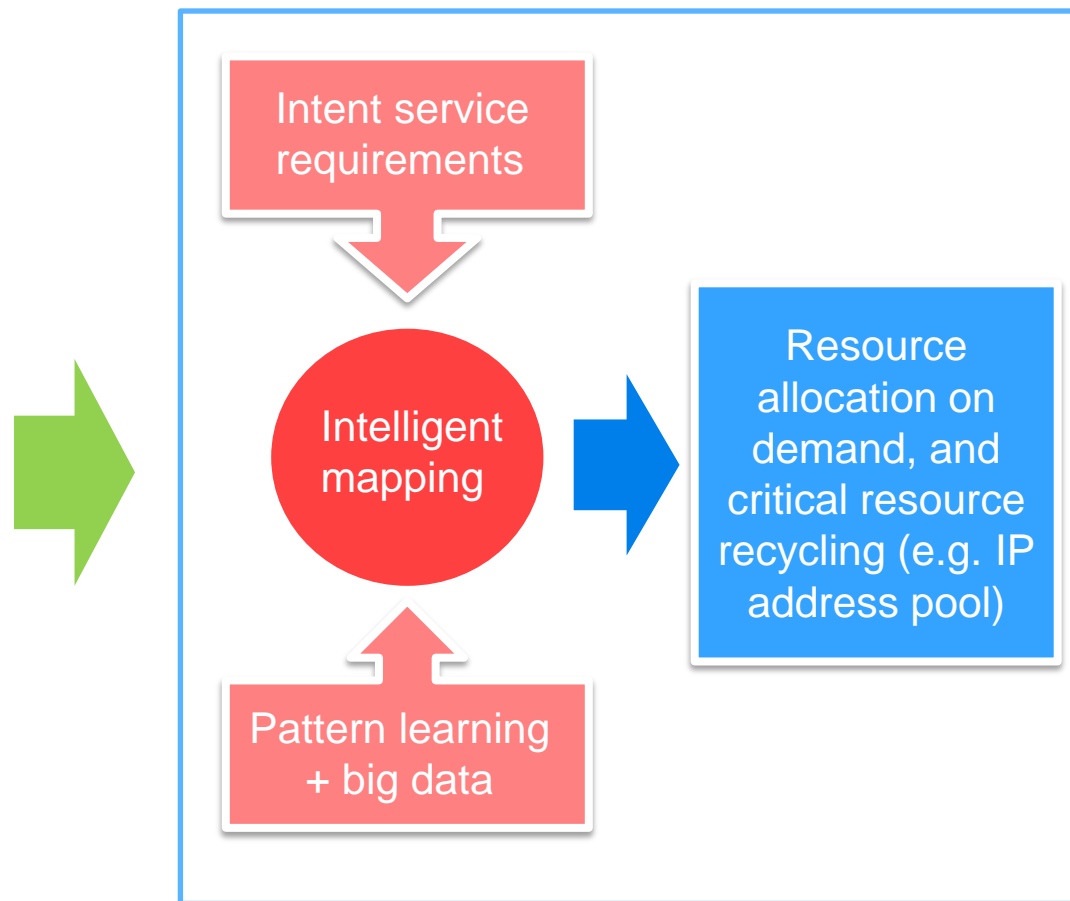 Intent service
requirements
Intelligent
mapping
Resource
allocation on
demand, and
critical resource
recycling (e.g. IP
address pool)
Pattern learning
+ big data